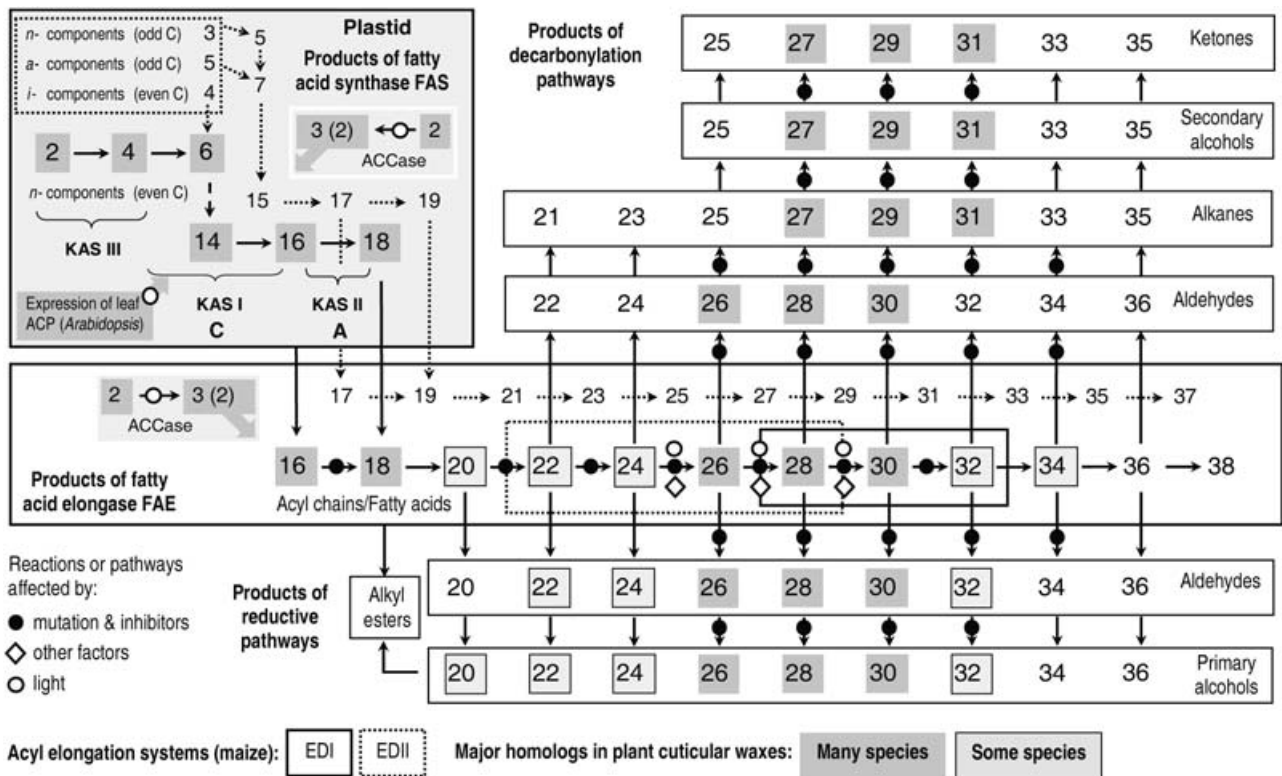 n- components (odd C) 3 5
a- components (odd C) 5 7
i- components (even C) 4
Plastid
Products of fatty
acid synthase FAS
3 (2) 2
ACCase
2 4 6
n- components (even C)
KAS III
15 17 19
14 16 18
Expression of leaf
ACP (Arabidopsis)
KAS I
C
KAS II
A
Products of
decarbonylation
pathways
25 27 29 31 33 35 Ketones
25 27 29 31 33 35 Secondary
alcohols
21 23 25 27 29 31 33 35 Alkanes
22 24 26 28 30 32 34 36 Aldehydes
2 3 (2)
ACCase
17 19 21 23 25 27 29 31 33 35 37
16 18 20 22 24 26 28 30 32 34 36 38
Products of fatty
acid elongase FAE
Acyl chains/Fatty acids
Reactions or pathways
affected by:
mutation & inhibitors
other factors
light
Products of
reductive
pathways
Alkyl
esters
20 22 24 26 28 30 32 34 36 Aldehydes
20 22 24 26 28 30 32 34 36 Primary
alcohols
Acyl elongation systems (maize): EDI EDII Major homologs in plant cuticular waxes: Many species Some species